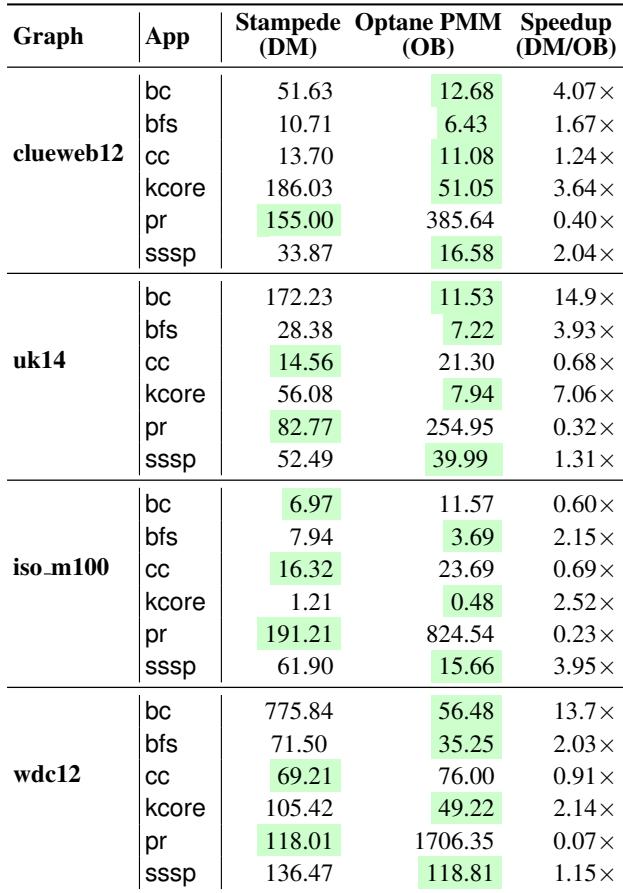 Graph App Stampede (DM) Optane PMM (OB) Speedup (DM/OB)
clueweb12 bc 51.63 12.68 4.07×
bfs 10.71 6.43 1.67×
cc 13.70 11.08 1.24×
kcore 186.03 51.05 3.64×
pr 155.00 385.64 0.40×
sssp 33.87 16.58 2.04×
uk14 bc 172.23 11.53 14.9×
bfs 28.38 7.22 3.93×
cc 14.56 21.30 0.68×
kcore 56.08 7.94 7.06×
pr 82.77 254.95 0.32×
sssp 52.49 39.99 1.31×
iso_m100 bc 6.97 11.57 0.60×
bfs 7.94 3.69 2.15×
cc 16.32 23.69 0.69×
kcore 1.21 0.48 2.52×
pr 191.21 824.54 0.23×
sssp 61.90 15.66 3.95×
wdc12 bc 775.84 56.48 13.7×
bfs 71.50 35.25 2.03×
cc 69.21 76.00 0.91×
kcore 105.42 49.22 2.14×
pr 118.01 1706.35 0.07×
sssp 136.47 118.81 1.15×